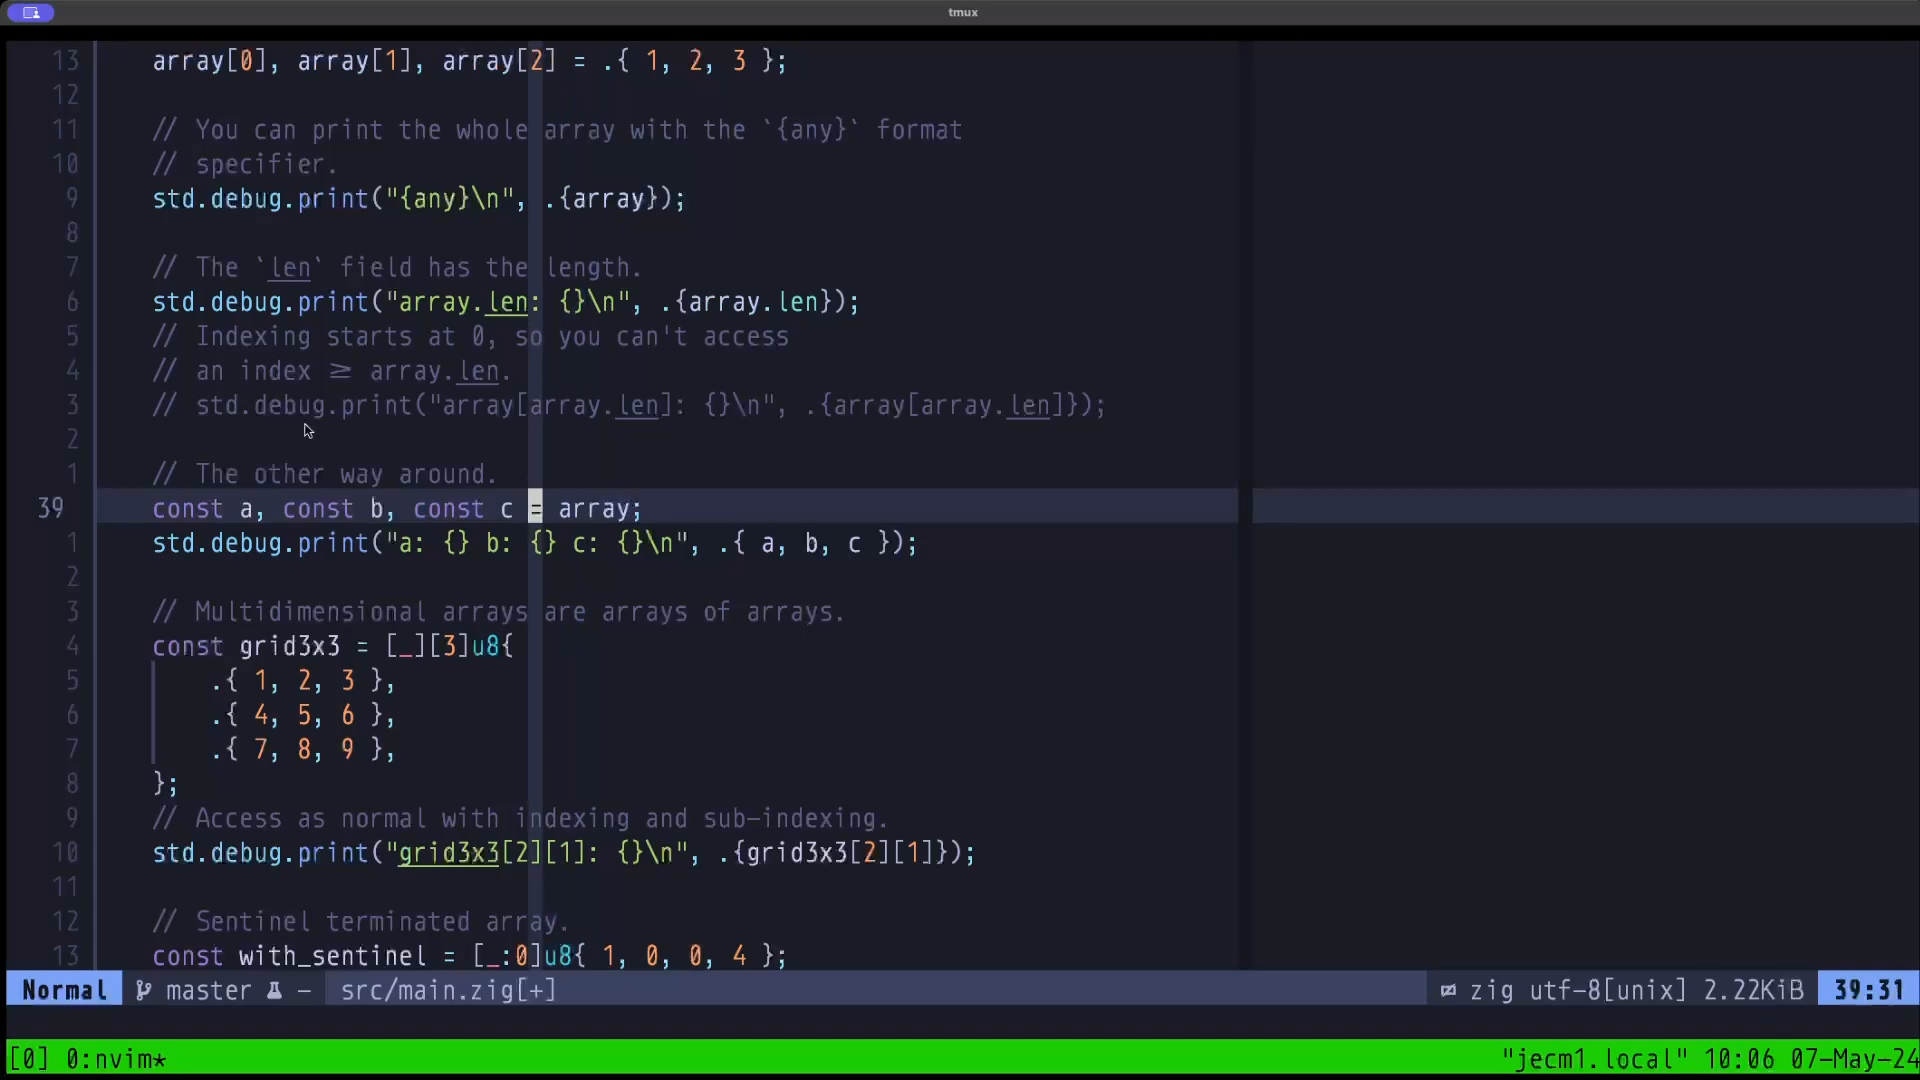 tmux
13 array[0], array[1], array[2] = .{ 1, 2, 3 };
12
11 // You can print the whole array with the `{any}` format
10 // specifier.
9 std.debug.print("{any}\n", .{array});
8
7 // The `len` field has the length.
6 std.debug.print("array.len: {}\n", .{array.len});
5 // Indexing starts at 0, so you can't access
4 // an index ≥ array.len.
3 // std.debug.print("array[array.len]: {}\n", .{array[array.len]});
2
1 // The other way around.
39 const a, const b, const c = array;
1 std.debug.print("a: {} b: {} c: {}\n", .{ a, b, c });
2
3 // Multidimensional arrays are arrays of arrays.
4 const grid3x3 = [_][3]u8{
5 .{ 1, 2, 3 },
6 .{ 4, 5, 6 },
7 .{ 7, 8, 9 },
8 };
9 // Access as normal with indexing and sub-indexing.
10 std.debug.print("grid3x3[2][1]: {}\n", .{grid3x3[2][1]});
11
12 // Sentinel terminated array.
13 const with_sentinel = [_:0]u8{ 1, 0, 0, 4 };
Normal master – src/main.zig[+] zig utf-8[unix] 2.22KiB 39:31
[0] 0:nvim* "jecm1.local" 10:06 07-May-24